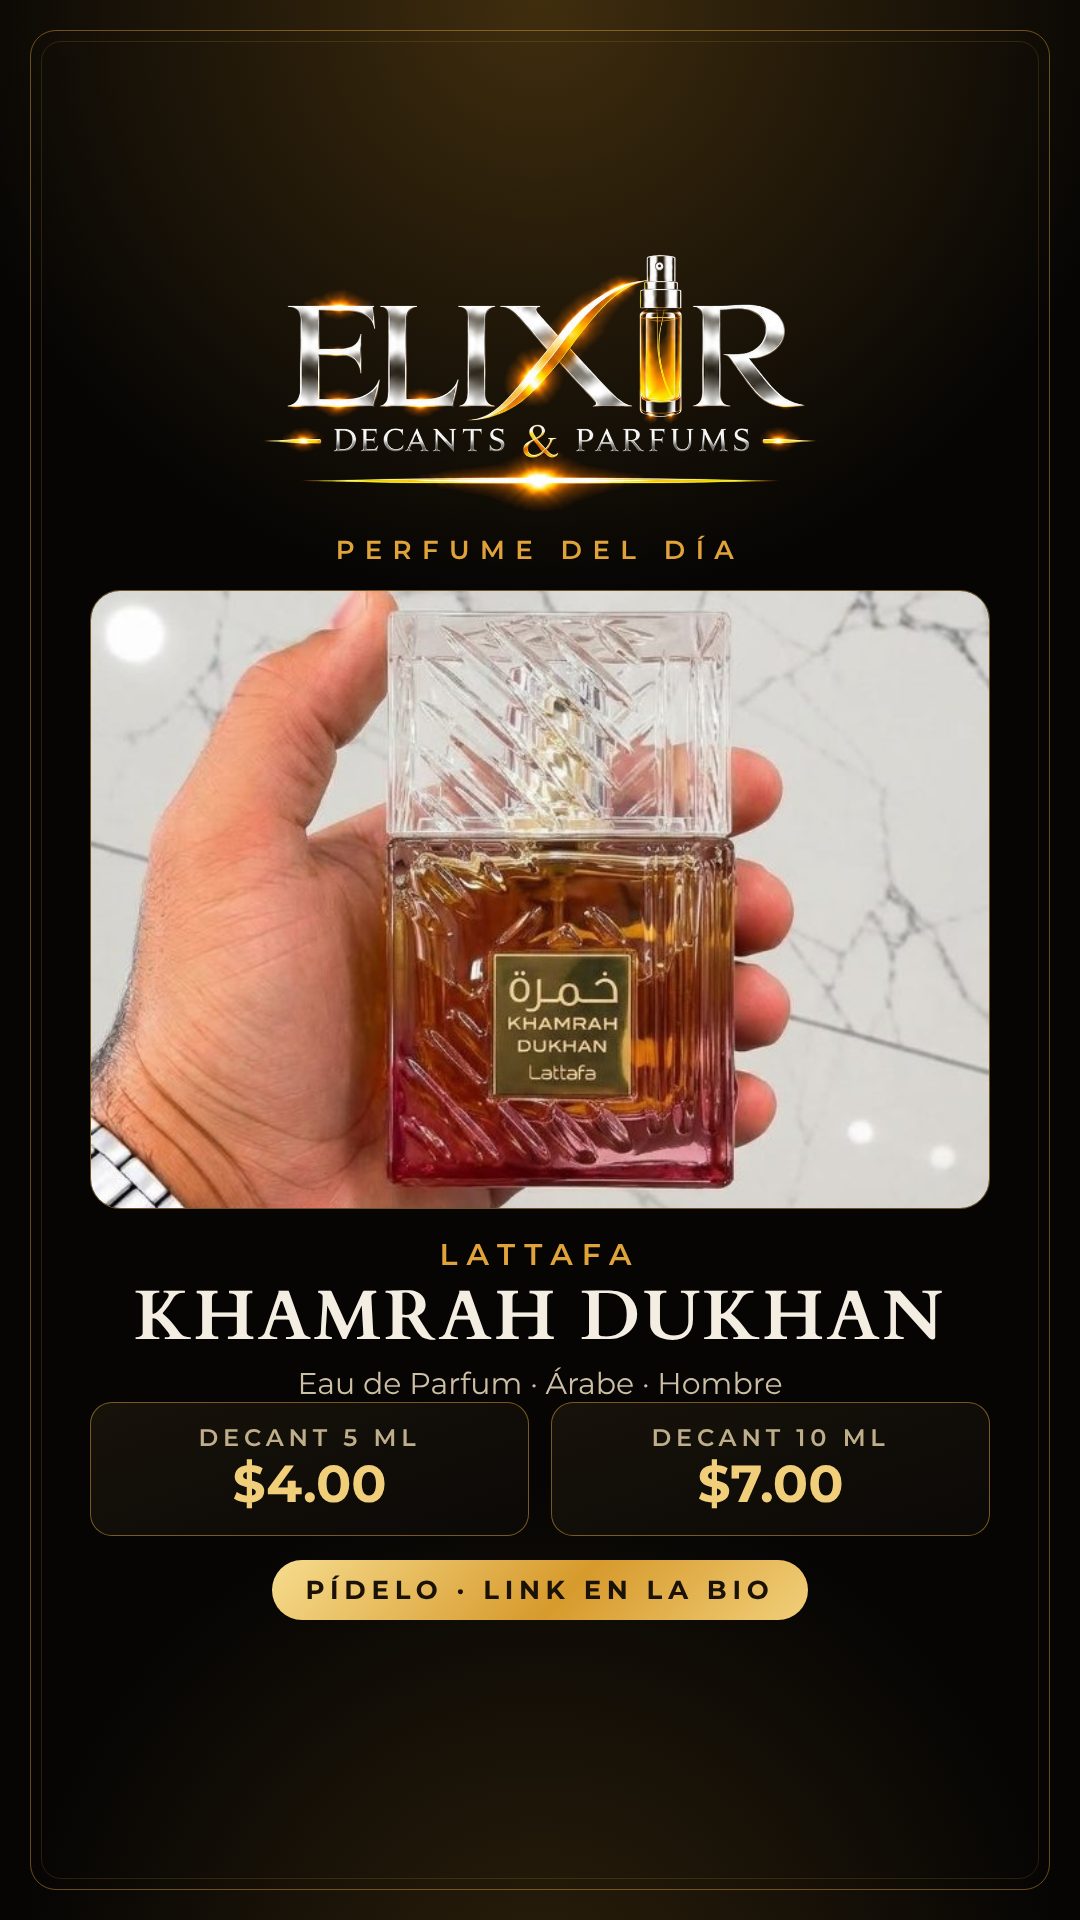 ELIXIR
DECANTS & PARFUMS
PERFUME DEL DÍA
خمرة
KHAMRAH
DUKHAN
Lattafa
LATTAFA
KHAMRAH DUKHAN
Eau de Parfum · Árabe · Hombre
DECANT 5 ML
$4.00
DECANT 10 ML
$7.00
PÍDELO · LINK EN LA BIO